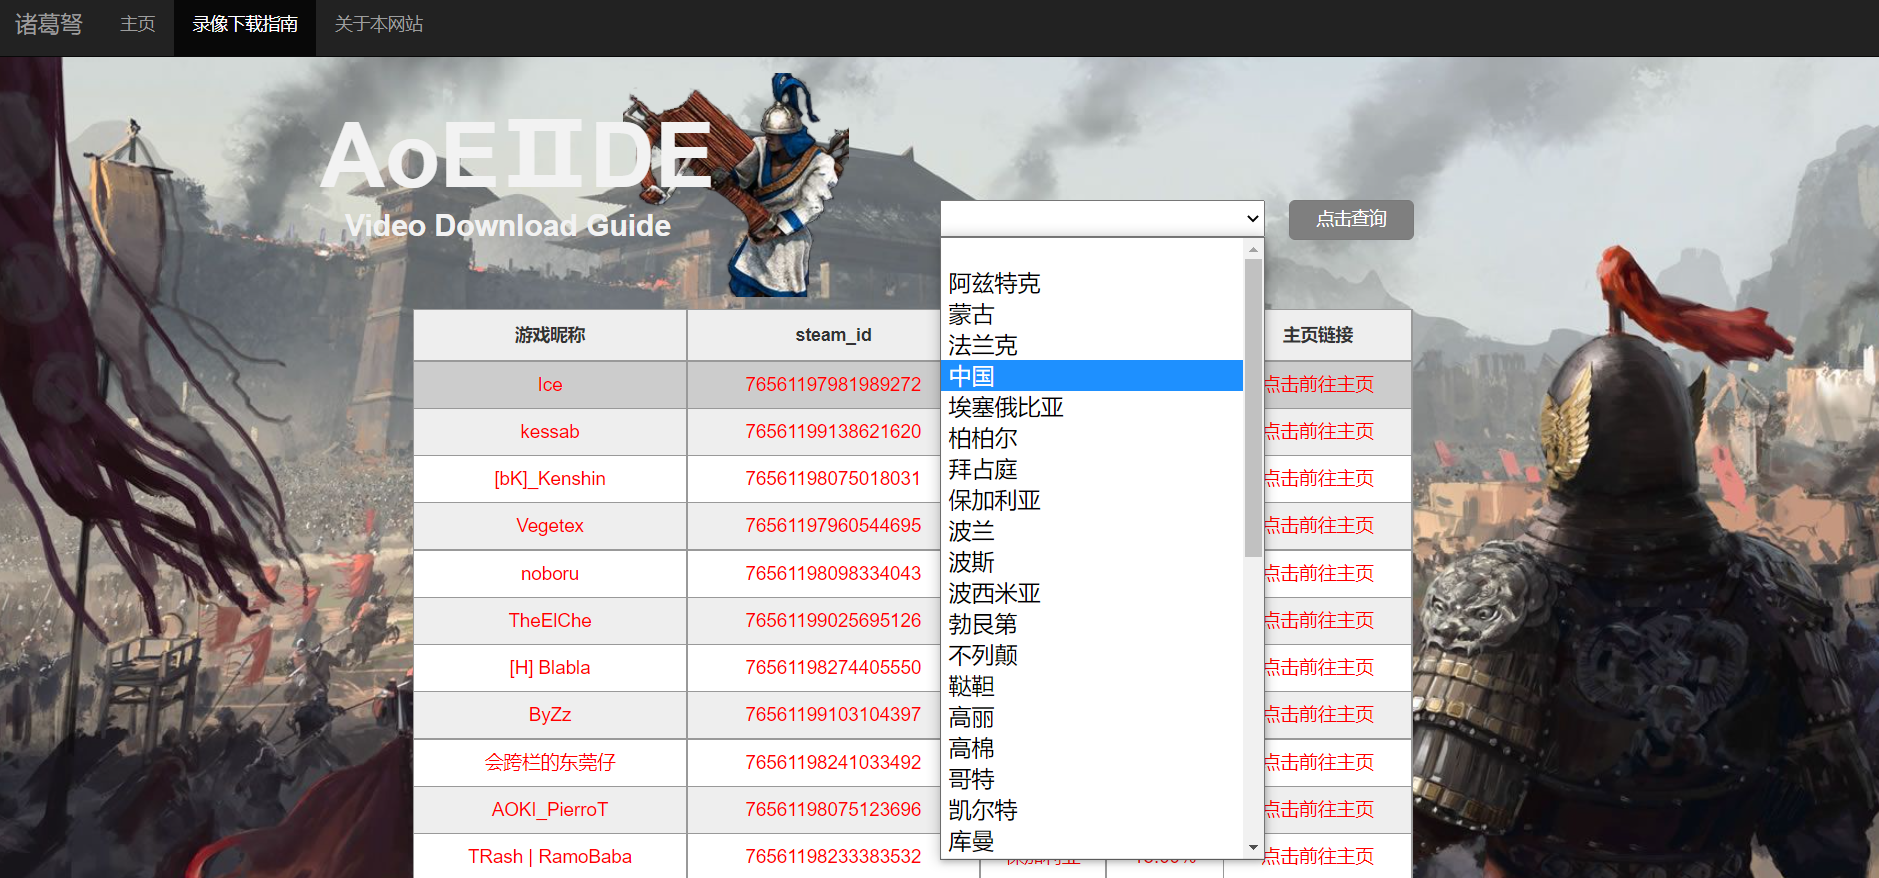 诸葛弩 主页 录像下载指南 关于本网站
AoEⅡDE
Video Download Guide
点击查询
阿兹特克
蒙古
法兰克
中国
埃塞俄比亚
柏柏尔
拜占庭
保加利亚
波兰
波斯
波西米亚
勃艮第
不列颠
鞑靼
高丽
高棉
哥特
凯尔特
库曼
游戏昵称 steam_id 主页链接
Ice 76561197981989272 点击前往主页
kessab 76561199138621620 点击前往主页
[bK]_Kenshin 76561198075018031 点击前往主页
Vegetex 76561197960544695 点击前往主页
noboru 76561198098334043 点击前往主页
TheElChe 76561199025695126 点击前往主页
[H] Blabla 76561198274405550 点击前往主页
ByZz 76561199103104397 点击前往主页
会跨栏的东莞仔 76561198241033492 点击前往主页
AOKI_PierroT 76561198075123696 点击前往主页
TRash | RamoBaba 76561198233383532 点击前往主页